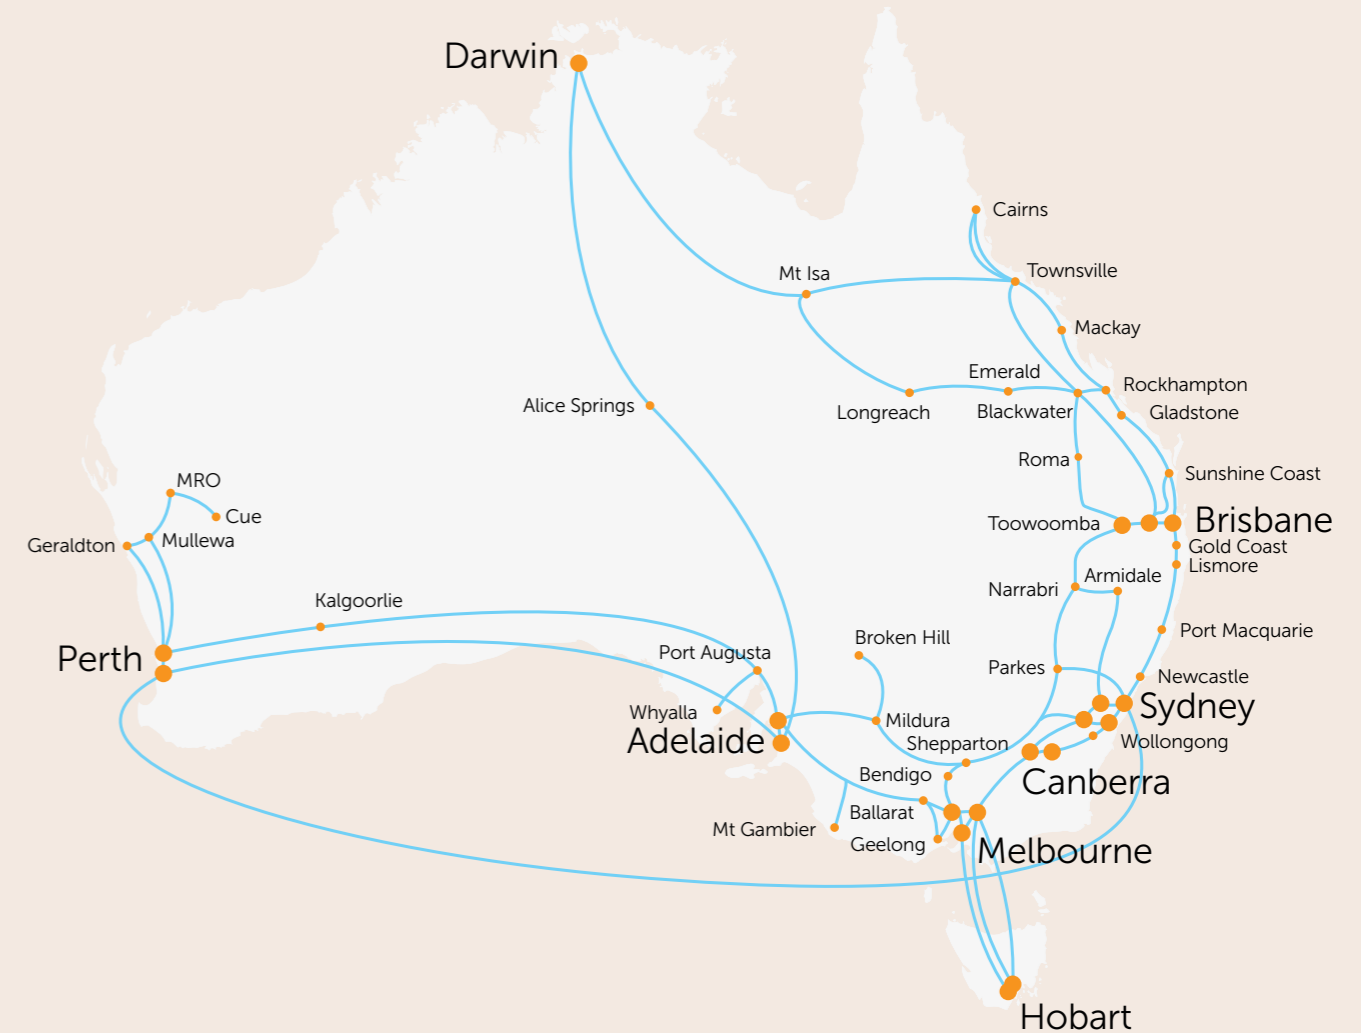 Darwin
Cairns
Townsville
Mt Isa
Mackay
Emerald
Rockhampton
Alice Springs
Longreach
Blackwater
Gladstone
Roma
Sunshine Coast
MRO
Cue
Toowoomba
Brisbane
Geraldton
Mullewa
Gold Coast
Lismore
Armidale
Narrabri
Kalgoorlie
Port Macquarie
Broken Hill
Perth
Port Augusta
Parkes
Newcastle
Whyalla
Mildura
Sydney
Adelaide
Shepparton
Wollongong
Bendigo
Canberra
Ballarat
Mt Gambier
Geelong
Melbourne
Hobart